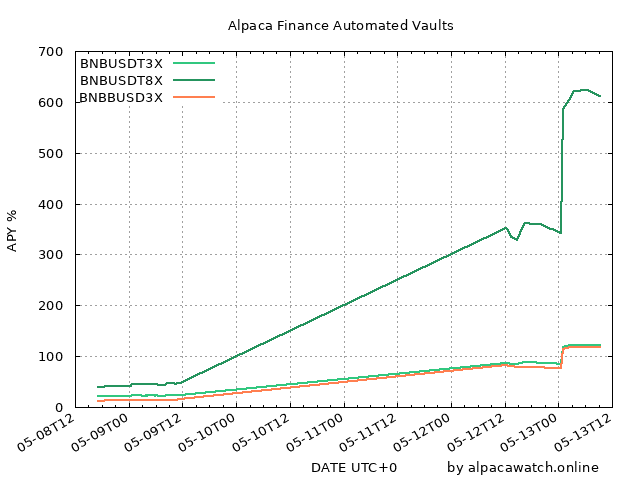 Alpaca Finance Automated Vaults
700
600
500
400
300
200
100
0
APY %
BNBUSDT3X
BNBUSDT8X
BNBBUSD3X
05-08T12
05-09T00
05-09T12
05-10T00
05-10T12
05-11T00
05-11T12
05-12T00
05-12T12
05-13T00
05-13T12
DATE UTC+0
by alpacawatch.online